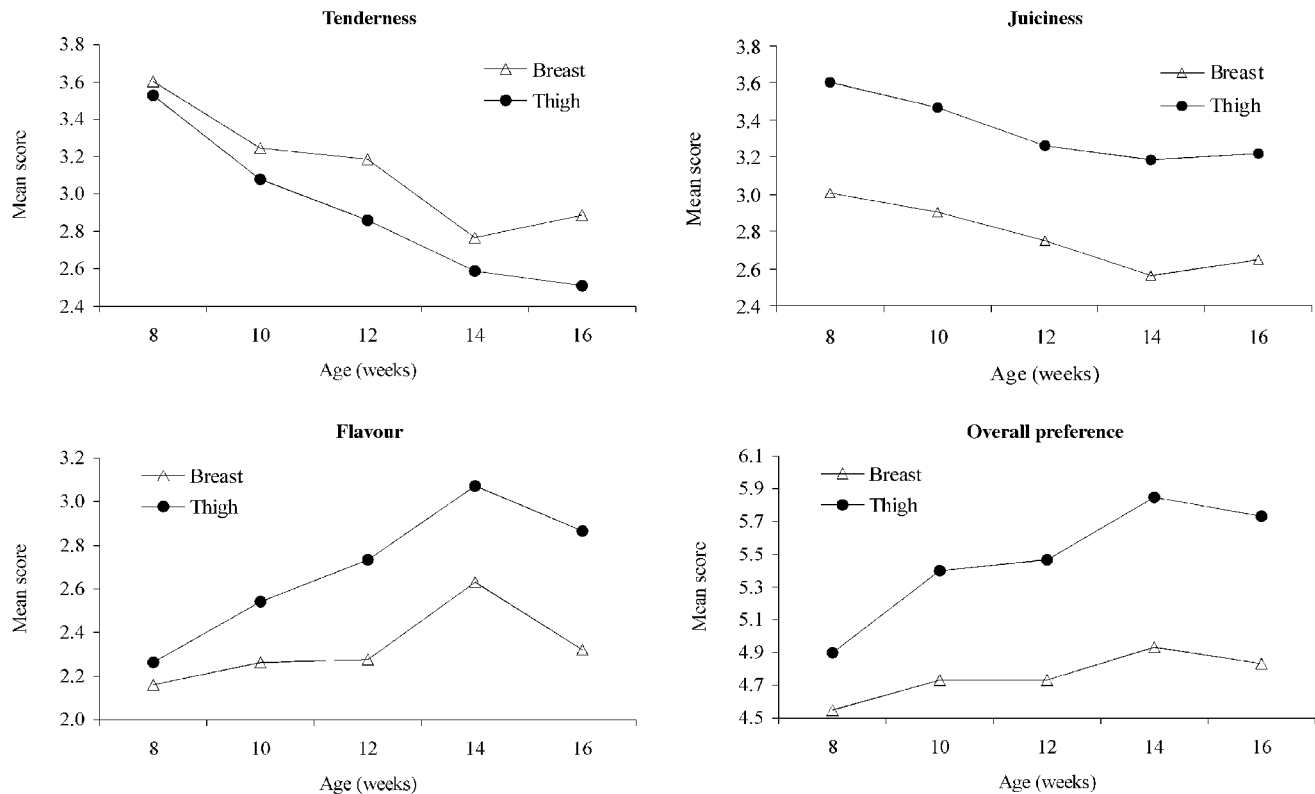 Tenderness
3.8
3.6
3.4
3.2
3.0
2.8
2.6
2.4
Mean score
Breast
Thigh
8 10 12 14 16
Age (weeks)
Juiciness
3.8
3.6
3.4
3.2
3.0
2.8
2.6
2.4
Mean score
Breast
Thigh
8 10 12 14 16
Age (weeks)
Flavour
3.2
3.0
2.8
2.6
2.4
2.2
2.0
Mean score
Breast
Thigh
8 10 12 14 16
Age (weeks)
Overall preference
6.1
5.9
5.7
5.5
5.3
5.1
4.9
4.7
4.5
Mean score
Breast
Thigh
8 10 12 14 16
Age (weeks)